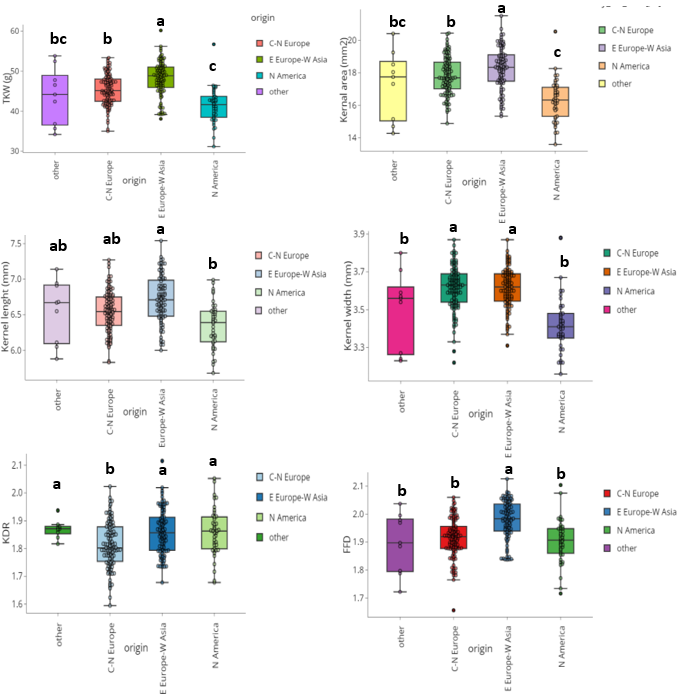 origin
C-N Europe
E Europe-W Asia
N America
other
TKW(g)
60
50
40
30
bc
b
a
c
other
C-N Europe
E Europe-W Asia
N America
origin
Kernal area (mm2)
20
18
16
14
bc
b
a
c
other
C-N Europe
E Europe-W Asia
N America
origin
C-N Europe
E Europe-W Asia
N America
other
Kernel lenght (mm)
7.5
7.0
6.5
6.0
ab
ab
a
b
other
C-N Europe
Europe-W Asia
N America
origin
C-N Europe
E Europe-W Asia
N America
other
Kernel width (mm)
3.9
3.7
3.5
3.3
b
a
a
b
other
C-N Europe
E Europe-W Asia
N America
origin
C-N Europe
E Europe-W Asia
N America
other
KDR
2.1
2.0
1.9
1.8
1.7
1.6
a
b
a
a
other
C-N Europe
E Europe-W Asia
N America
origin
C-N Europe
E Europe-W Asia
N America
other
FFD
2.1
2.0
1.9
1.8
1.7
b
b
a
b
other
C-N Europe
E Europe-W Asia
N America
origin
C-N Europe
E Europe-W Asia
N America
other